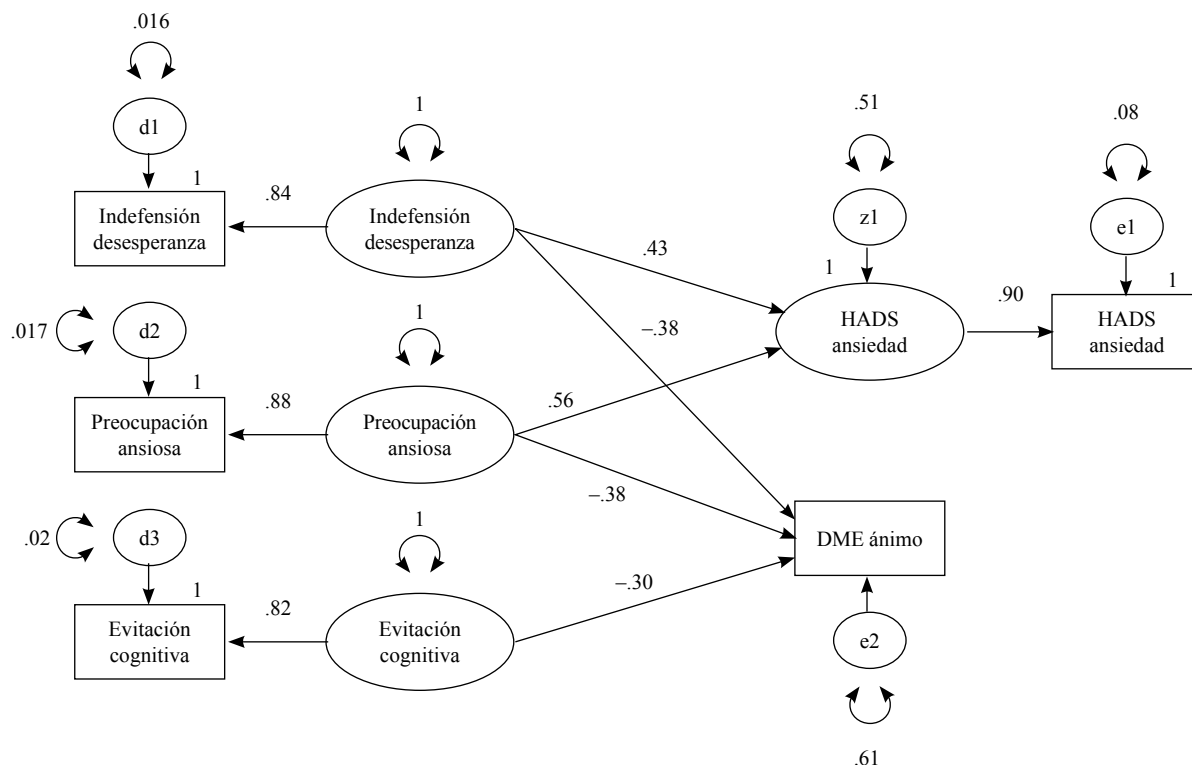 .016
d1
1
Indefensión
desesperanza
.84
1
Indefensión
desesperanza
.43
–.38
.51
z1
1
HADS
ansiedad
.90
.08
e1
1
HADS
ansiedad
.017
d2
1
Preocupación
ansiosa
.88
1
Preocupación
ansiosa
.56
–.38
.02
d3
1
Evitación
cognitiva
.82
1
Evitación
cognitiva
–.30
DME ánimo
e2
.61